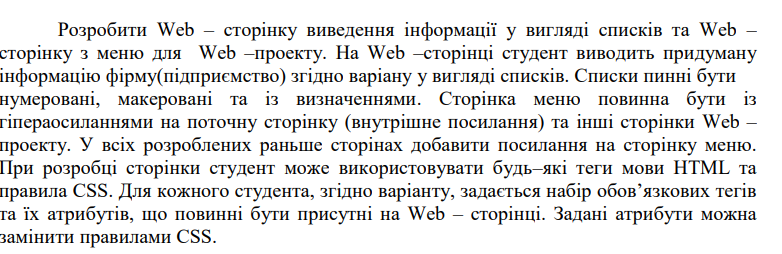 Розробити Web – сторінку виведення інформації у вигляді списків та Web –
сторінку з меню для Web –проекту. На Web –сторінці студент виводить придуману
інформацію фірму(підприємство) згідно варіану у вигляді списків. Списки пинні бути
нумеровані, макеровані та із визначеннями. Сторінка меню повинна бути із
гіпераосиланнями на поточну сторінку (внутрішне посилання) та інші сторінки Web –
проекту. У всіх розроблених раньше сторінах добавити посилання на сторінку меню.
При розробці сторінки студент може використовувати будь–які теги мови HTML та
правила CSS. Для кожного студента, згідно варіанту, задається набір обов’язкових тегів
та їх атрибутів, що повинні бути присутні на Web – сторінці. Задані атрибути можна
замінити правилами CSS.